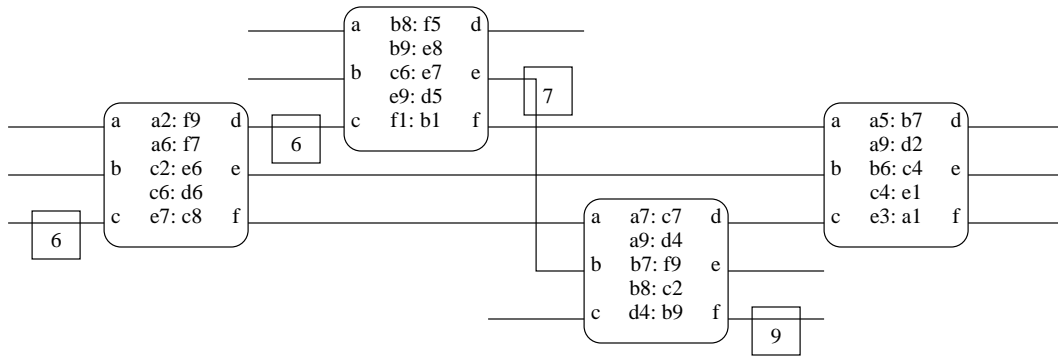 a b8: f5 d
b9: e8
b c6: e7 e
e9: d5
c f1: b1 f
7
a a2: f9 d
a6: f7
b c2: e6 e
c6: d6
c e7: c8 f
6
6
a a5: b7 d
a9: d2
b b6: c4 e
c4: e1
c e3: a1 f
a a7: c7 d
a9: d4
b b7: f9 e
b8: c2
c d4: b9 f
9